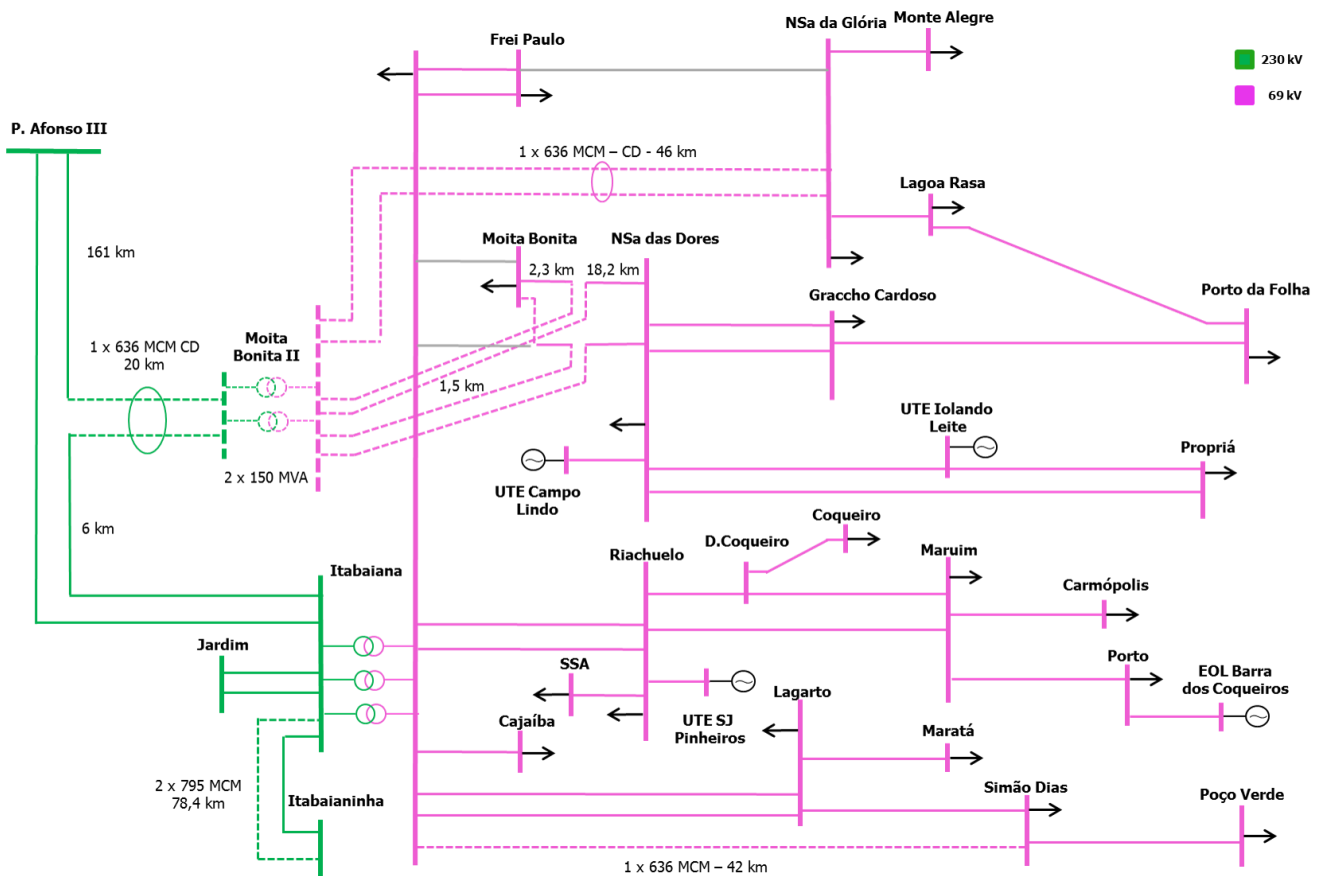 Monte Alegre
NSa da Glória
Frei Paulo
230 kV
69 kV
P. Afonso III
1 x 636 MCM – CD - 46 km
Lagoa Rasa
161 km
Moita Bonita
NSa das Dores
2,3 km
18,2 km
Graccho Cardoso
Porto da Folha
Moita
Bonita II
1 x 636 MCM CD
20 km
1,5 km
UTE Iolando
Leite
Propriá
2 x 150 MVA
UTE Campo
Lindo
6 km
Coqueiro
D.Coqueiro
Riachuelo
Maruim
Itabaiana
Carmópolis
Jardim
SSA
Porto
EOL Barra
dos Coqueiros
Lagarto
Cajaíba
UTE SJ
Pinheiros
Maratá
2 x 795 MCM
78,4 km
Itabaianinha
Simão Dias
Poço Verde
1 x 636 MCM – 42 km